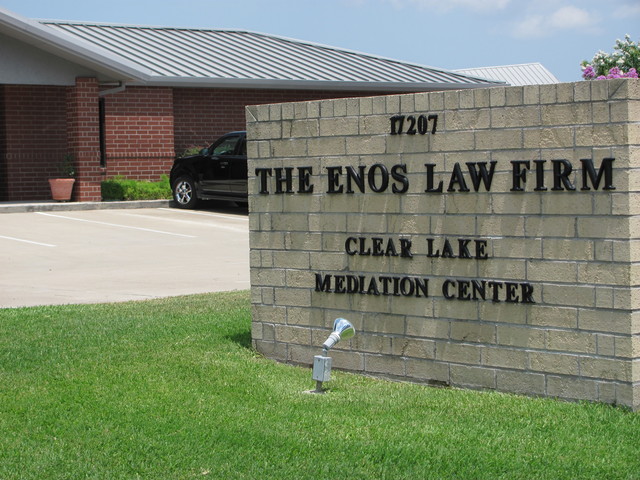 17207
THE ENOS LAW FIRM
CLEAR LAKE
MEDIATION CENTER